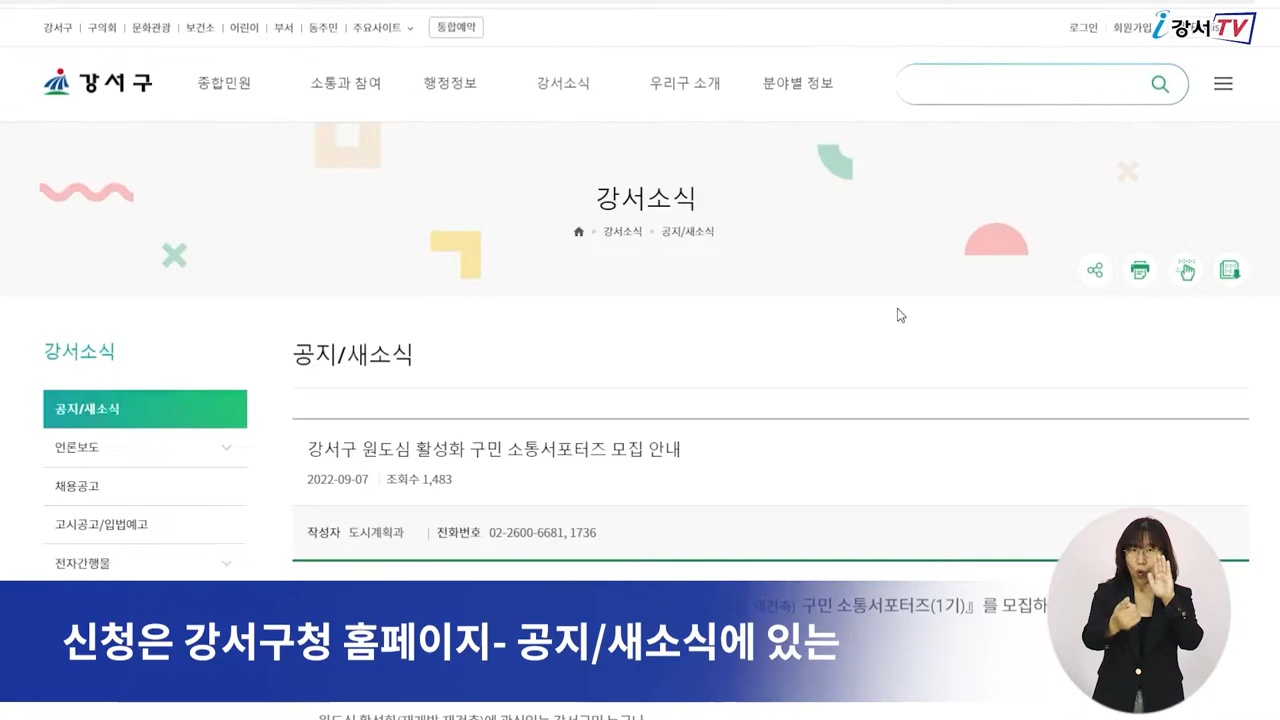 강서구 구의회 문화관광 보건소 어린이 부서 동주민 주요사이트 통합예약
로그인 회원가입
i강서TV
강서구 종합민원 소통과 참여 행정정보 강서소식 우리구 소개 분야별 정보
강서소식
강서소식 공지/새소식
강서소식
공지/새소식
언론보도
채용공고
고시공고/입법예고
전자간행물
공지/새소식
강서구 원도심 활성화 구민 소통서포터즈 모집 안내
2022-09-07 조회수 1,483
작성자 도시계획과 전화번호 02-2600-6681, 1736
재건축) 구민 소통서포터즈(1기)』를 모집하
신청은 강서구청 홈페이지- 공지/새소식에 있는